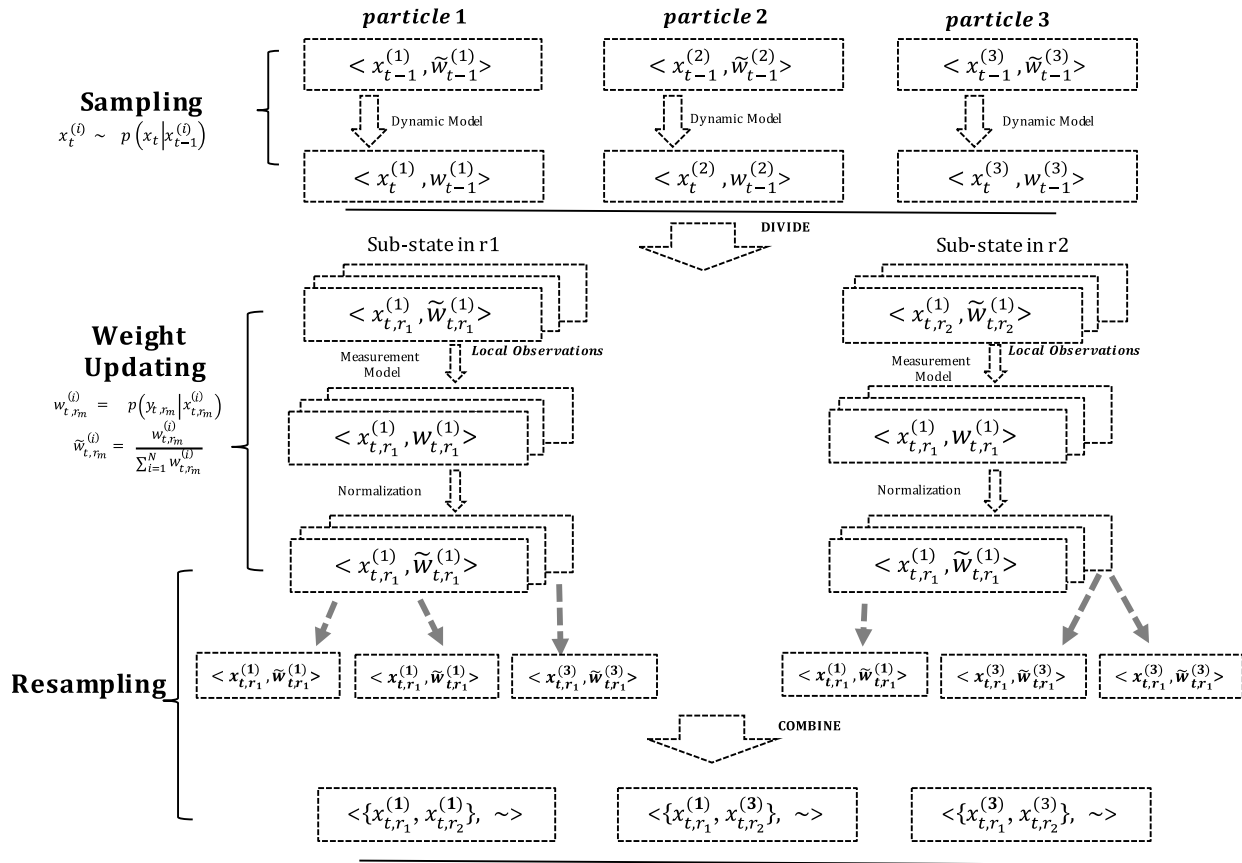 particle 1 particle 2 particle 3
< x_{t−1}^{(1)} , w̃_{t−1}^{(1)}> < x_{t−1}^{(2)} , w̃_{t−1}^{(2)}> < x_{t−1}^{(3)} , w̃_{t−1}^{(3)}>
Sampling
x_t^{(i)} ~ p(x_t|x_{t−1}^{(i)})
Dynamic Model Dynamic Model Dynamic Model
< x_t^{(1)} , w_{t−1}^{(1)}> < x_t^{(2)} , w_{t−1}^{(2)}> < x_t^{(3)} , w_{t−1}^{(3)}>
DIVIDE
Sub-state in r1 Sub-state in r2
< x_{t,r_1}^{(1)} , w̃_{t,r_1}^{(1)}> < x_{t,r_2}^{(1)} , w̃_{t,r_2}^{(1)}>
Weight
Updating
Measurement
Model
Local Observations
Measurement
Model
Local Observations
w_{t,r_m}^{(i)} = p(y_{t,r_m}|x_{t,r_m}^{(i)})
w̃_{t,r_m}^{(i)} = w_{t,r_m}^{(i)} / ∑_{i=1}^{N} w_{t,r_m}^{(i)}
< x_{t,r_1}^{(1)} , w_{t,r_1}^{(1)}> < x_{t,r_1}^{(1)} , w_{t,r_1}^{(1)}>
Normalization Normalization
< x_{t,r_1}^{(1)} , w̃_{t,r_1}^{(1)}> < x_{t,r_1}^{(1)} , w̃_{t,r_1}^{(1)}>
Resampling
< x_{t,r_1}^{(1)} , w̃_{t,r_1}^{(1)}> < x_{t,r_1}^{(1)} , w̃_{t,r_1}^{(1)}> < x_{t,r_1}^{(3)} , w̃_{t,r_1}^{(3)}> < x_{t,r_1}^{(1)} , w̃_{t,r_1}^{(1)}> < x_{t,r_1}^{(3)} , w̃_{t,r_1}^{(3)}> < x_{t,r_1}^{(3)} , w̃_{t,r_1}^{(3)}>
COMBINE
<{x_{t,r_1}^{(1)}, x_{t,r_2}^{(1)}}, ~> <{x_{t,r_1}^{(1)}, x_{t,r_2}^{(3)}}, ~> <{x_{t,r_1}^{(3)}, x_{t,r_2}^{(3)}}, ~>